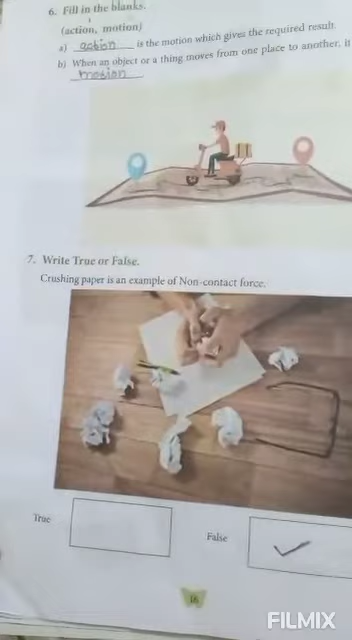 6. Fill in the blanks.
(action, motion)
a) action is the motion which gives the required result.
b) When an object or a thing moves from one place to another, it
motion
7. Write True or False.
Crushing paper is an example of Non-contact force.
True
False
16
FILMIX